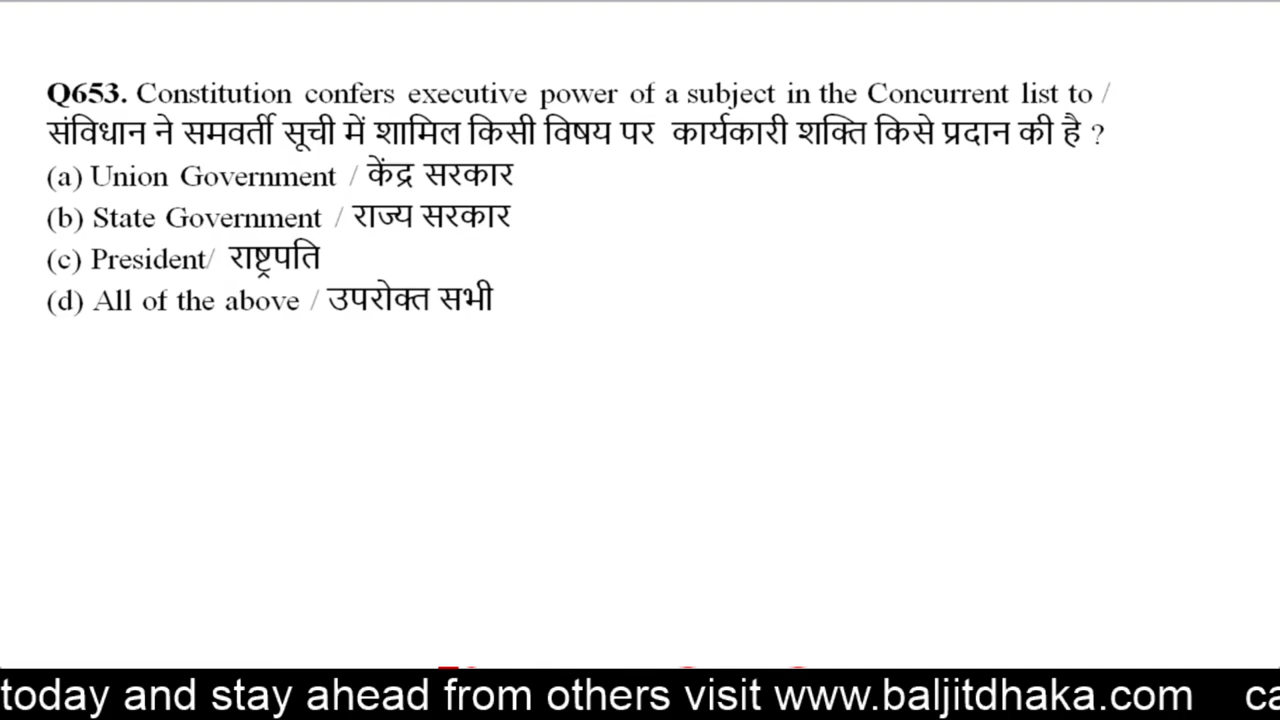 Q653. Constitution confers executive power of a subject in the Concurrent list to /
संविधान ने समवर्ती सूची में शामिल किसी विषय पर कार्यकारी शक्ति किसे प्रदान की है ?
(a) Union Government / केंद्र सरकार
(b) State Government / राज्य सरकार
(c) President/ राष्ट्रपति
(d) All of the above / उपरोक्त सभी
today and stay ahead from others visit www.baljitdhaka.com ca